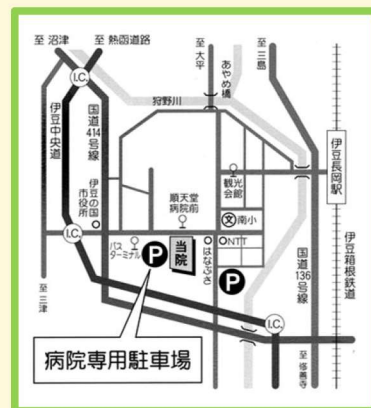 至 沼津
至 熱函道路
至 大平
あやめ橋
至 三島
I.C.
狩野川
伊豆中央道
国道414号線
伊豆の国
市役所
順天堂
病院前
観光
会館
文 南小
伊豆長岡駅
I.C.
バス
ターミナル
P
当院
はなぶさ
NTT
P
国道136号線
伊豆箱根鉄道
至 三津
I.C.
至 修善寺
病院専用駐車場